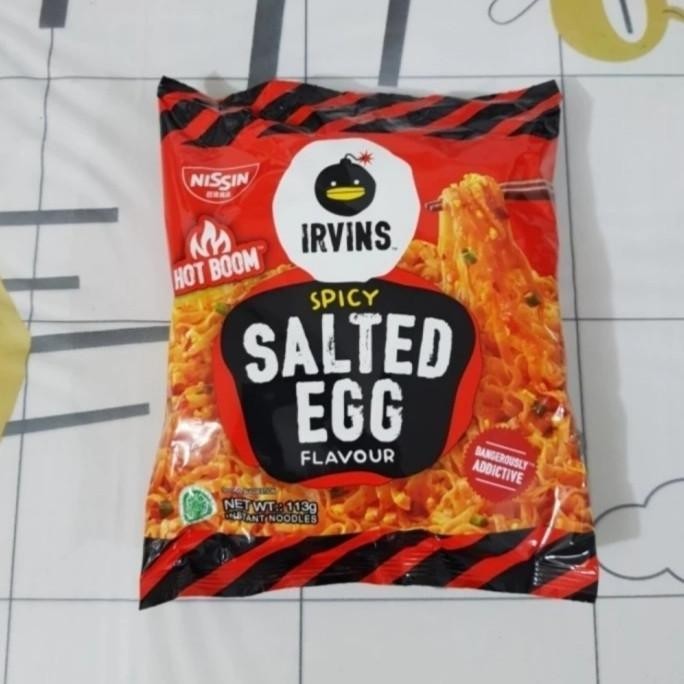 NISSIN
IRVINS
HOT BOOM
SPICY
SALTED
EGG
FLAVOUR
DANGEROUSLY
ADDICTIVE
NET WT.: 113g
INSTANT NOODLES